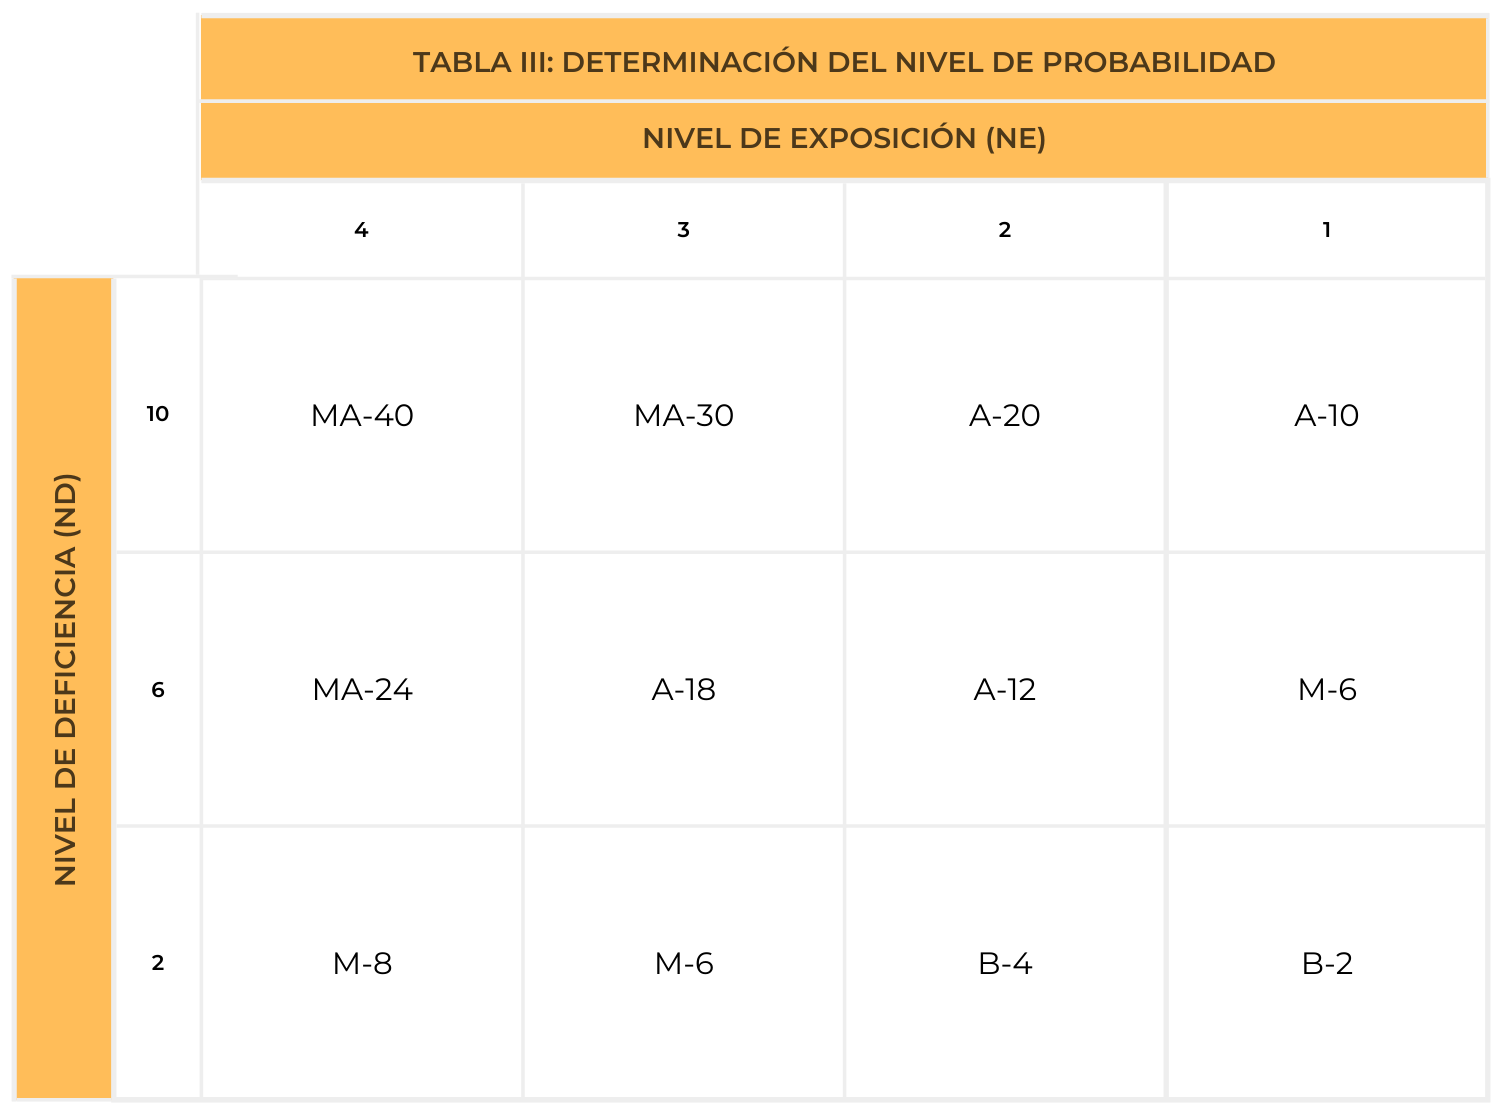 TABLA III: DETERMINACIÓN DEL NIVEL DE PROBABILIDAD
NIVEL DE EXPOSICIÓN (NE)
4 3 2 1
NIVEL DE DEFICIENCIA (ND)
10 MA-40 MA-30 A-20 A-10
6 MA-24 A-18 A-12 M-6
2 M-8 M-6 B-4 B-2